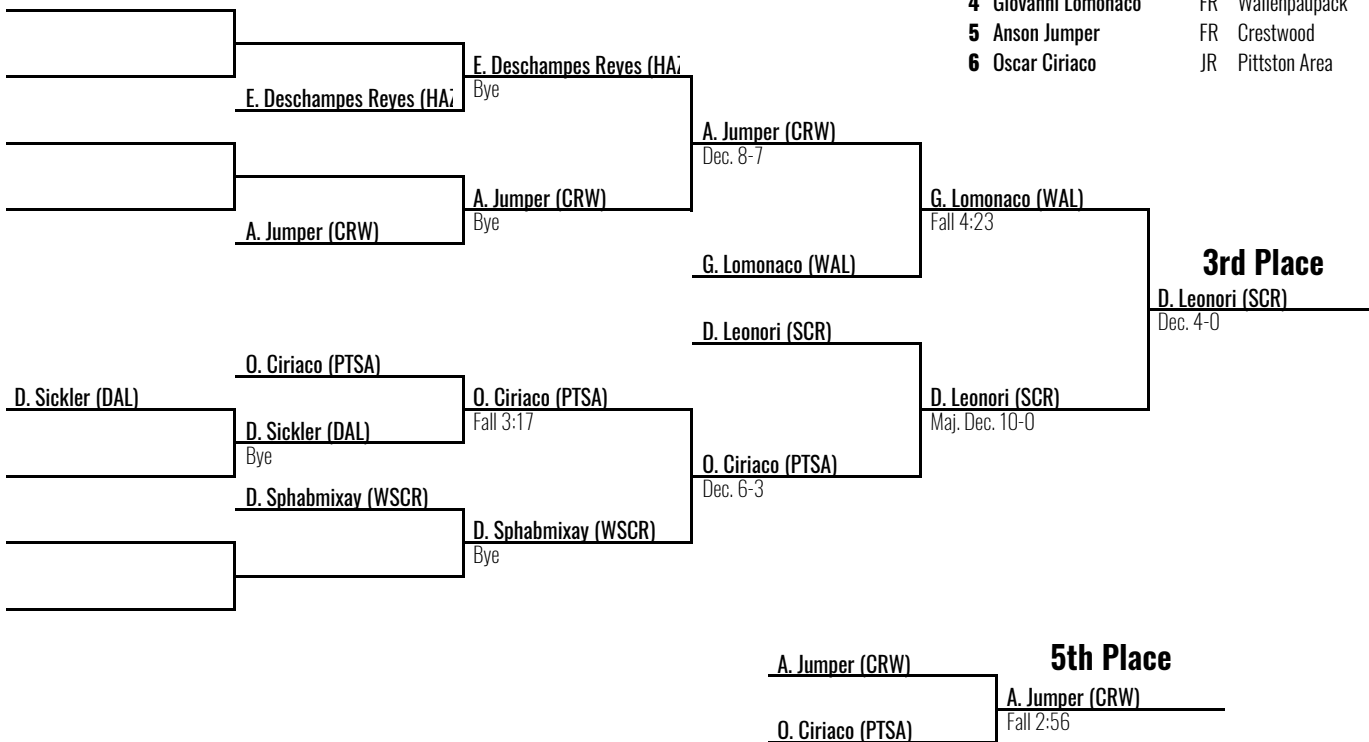 4 Giovanni Lomonaco FR Wallenpaupack
5 Anson Jumper FR Crestwood
6 Oscar Ciriaco JR Pittston Area
E. Deschampes Reyes (HAZ
Bye
E. Deschampes Reyes (HAZ
A. Jumper (CRW)
Dec. 8-7
A. Jumper (CRW)
Bye
A. Jumper (CRW)
G. Lomonaco (WAL)
Fall 4:23
G. Lomonaco (WAL)
3rd Place
D. Leonori (SCR)
Dec. 4-0
D. Leonori (SCR)
O. Ciriaco (PTSA)
D. Sickler (DAL)
O. Ciriaco (PTSA)
Fall 3:17
D. Leonori (SCR)
Maj. Dec. 10-0
D. Sickler (DAL)
Bye
O. Ciriaco (PTSA)
Dec. 6-3
D. Sphabmixay (WSCR)
D. Sphabmixay (WSCR)
Bye
5th Place
A. Jumper (CRW)
A. Jumper (CRW)
Fall 2:56
O. Ciriaco (PTSA)